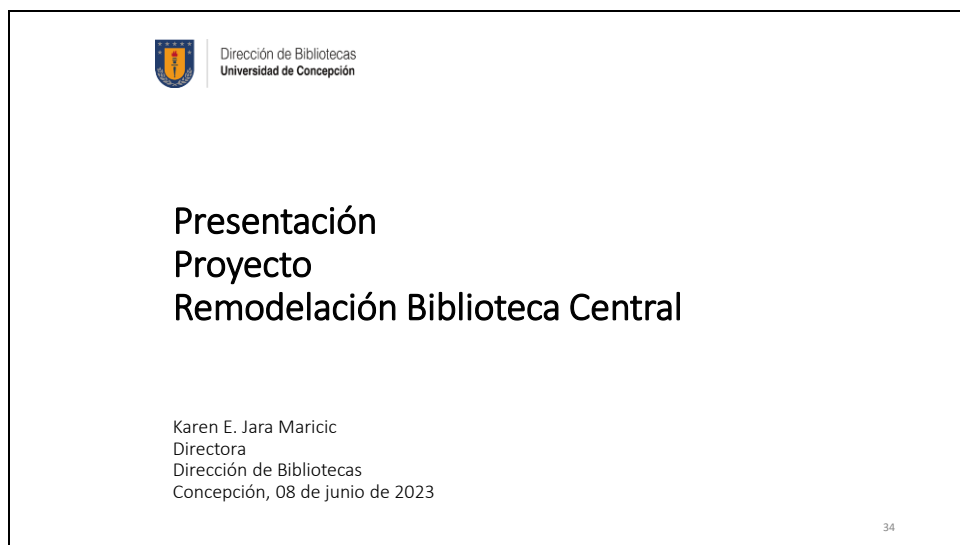 Dirección de Bibliotecas
Universidad de Concepción
Presentación
Proyecto
Remodelación Biblioteca Central
Karen E. Jara Maricic
Directora
Dirección de Bibliotecas
Concepción, 08 de junio de 2023
34